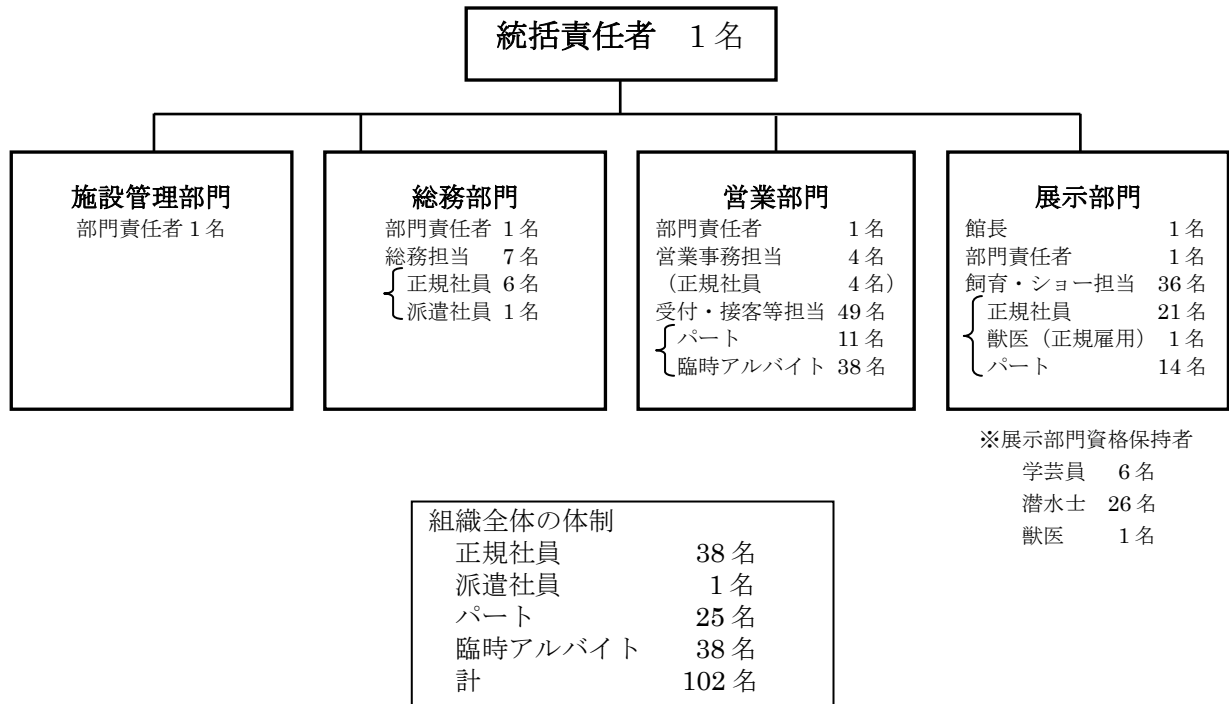 統括責任者 1名
施設管理部門
部門責任者 1名
総務部門
部門責任者 1名
総務担当 7名
正規社員 6名
派遣社員 1名
営業部門
部門責任者 1名
営業事務担当 4名
（正規社員 4名）
受付・接客等担当 49名
パート 11名
臨時アルバイト 38名
展示部門
館長 1名
部門責任者 1名
飼育・ショー担当 36名
正規社員 21名
獣医（正規雇用） 1名
パート 14名
※展示部門資格保持者
学芸員 6名
潜水士 26名
獣医 1名
組織全体の体制
正規社員 38名
派遣社員 1名
パート 25名
臨時アルバイト 38名
計 102名